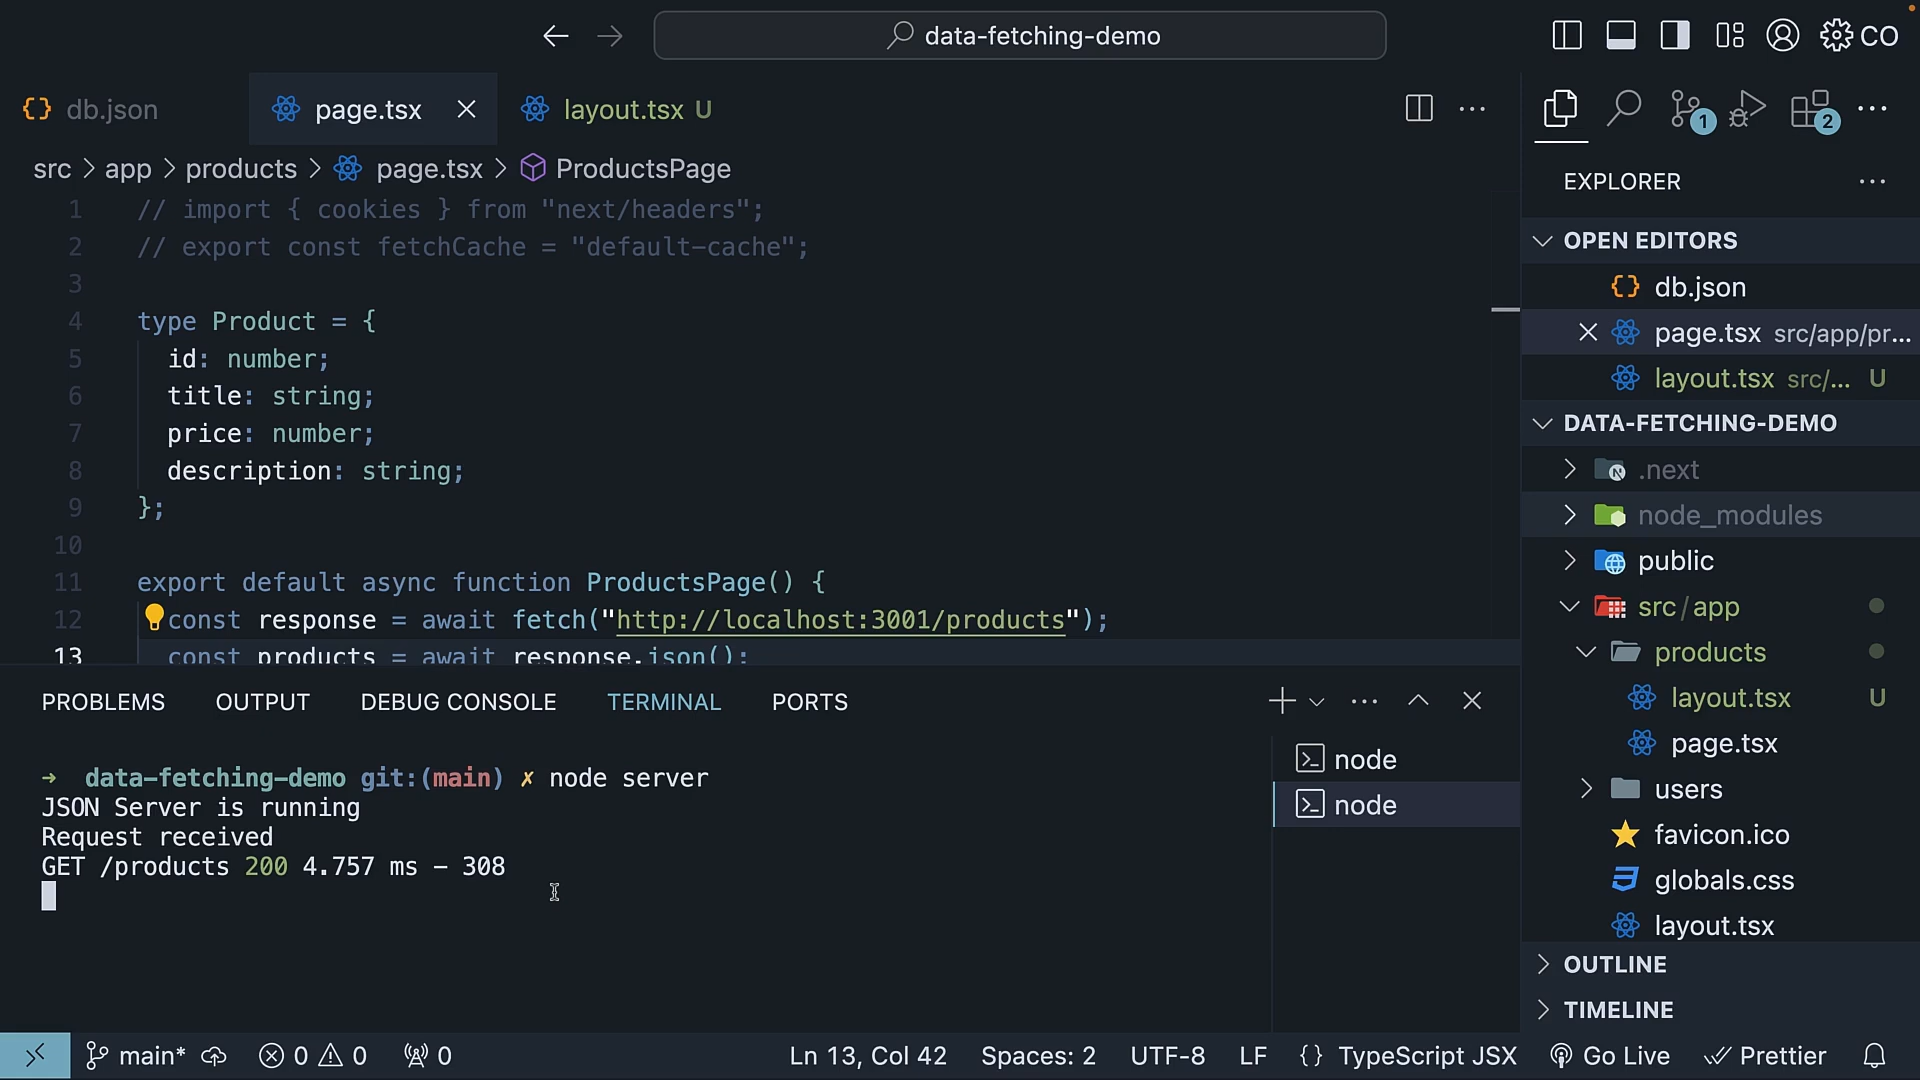 data-fetching-demo
CO
db.json
page.tsx
layout.tsx U
src > app > products > page.tsx > ProductsPage
1 // import { cookies } from "next/headers";
2 // export const fetchCache = "default-cache";
3
4 type Product = {
5 id: number;
6 title: string;
7 price: number;
8 description: string;
9 };
10
11 export default async function ProductsPage() {
12 const response = await fetch("http://localhost:3001/products");
13 const products = await response.json();
PROBLEMS OUTPUT DEBUG CONSOLE TERMINAL PORTS
→ data-fetching-demo git:(main) ✗ node server
JSON Server is running
Request received
GET /products 200 4.757 ms - 308
node
node
1
2
EXPLORER
OPEN EDITORS
db.json
page.tsx src/app/pr...
layout.tsx src/... U
DATA-FETCHING-DEMO
.next
node_modules
public
src/app
products
layout.tsx U
page.tsx
users
favicon.ico
globals.css
layout.tsx
OUTLINE
TIMELINE
main* 0 0 0 Ln 13, Col 42 Spaces: 2 UTF-8 LF {} TypeScript JSX Go Live Prettier